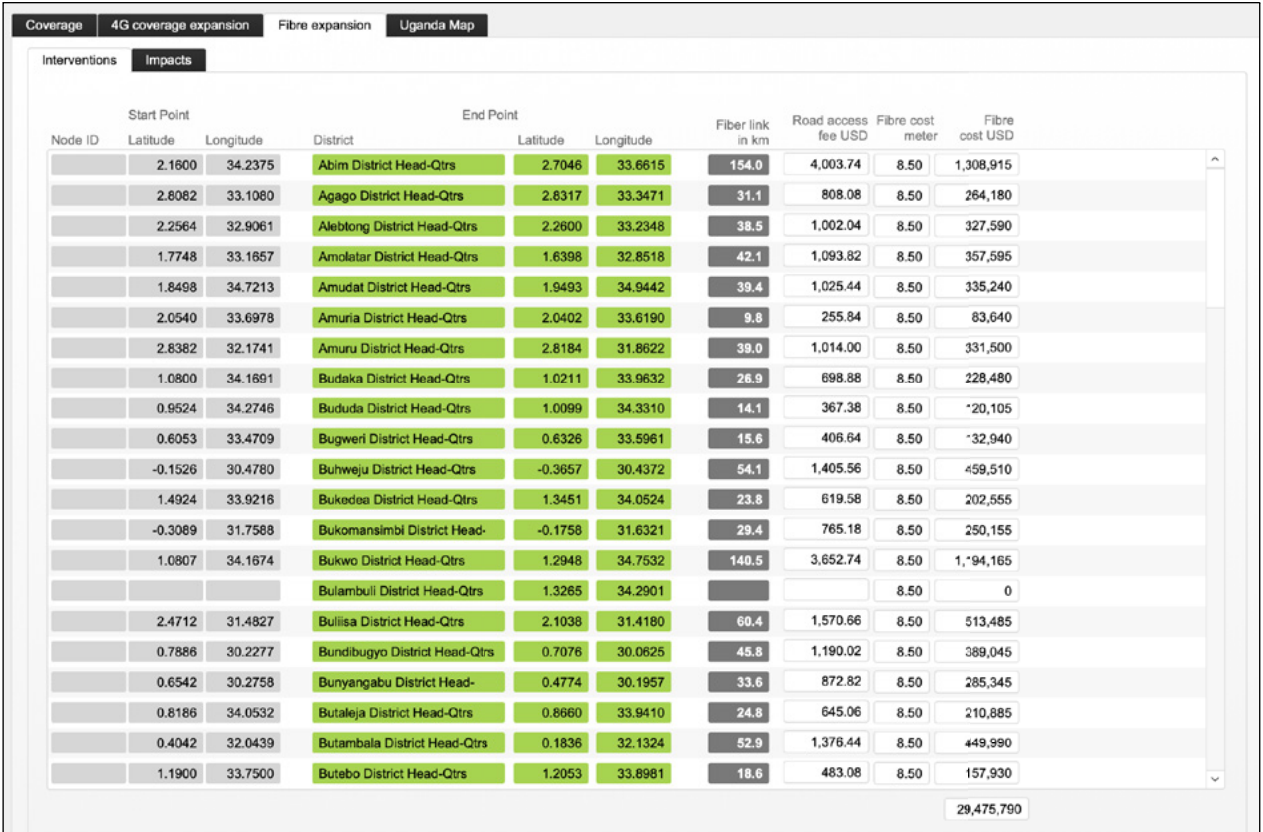 Coverage 4G coverage expansion Fibre expansion Uganda Map
Interventions Impacts
Start Point End Point
Node ID Latitude Longitude District Latitude Longitude Fiber link in km Road access fee USD Fibre cost meter Fibre cost USD
2.1600 34.2375 Abim District Head-Qtrs 2.7046 33.6615 154.0 4,003.74 8.50 1,308,915
2.8082 33.1080 Agago District Head-Qtrs 2.8317 33.3471 31.1 808.08 8.50 264,180
2.2564 32.9061 Alebtong District Head-Qtrs 2.2600 33.2348 38.5 1,002.04 8.50 327,590
1.7748 33.1657 Amolatar District Head-Qtrs 1.6398 32.8518 42.1 1,093.82 8.50 357,595
1.8498 34.7213 Amudat District Head-Qtrs 1.9493 34.9442 39.4 1,025.44 8.50 335,240
2.0540 33.6978 Amuria District Head-Qtrs 2.0402 33.6190 9.8 255.84 8.50 83,640
2.8382 32.1741 Amuru District Head-Qtrs 2.8184 31.8622 39.0 1,014.00 8.50 331,500
1.0800 34.1691 Budaka District Head-Qtrs 1.0211 33.9632 26.9 698.88 8.50 228,480
0.9524 34.2746 Bududa District Head-Qtrs 1.0099 34.3310 14.1 367.38 8.50 120,105
0.6053 33.4709 Bugweri District Head-Qtrs 0.6326 33.5961 15.6 406.64 8.50 132,940
-0.1526 30.4780 Buhweju District Head-Qtrs -0.3657 30.4372 54.1 1,405.56 8.50 459,510
1.4924 33.9216 Bukedea District Head-Qtrs 1.3451 34.0524 23.8 619.58 8.50 202,555
-0.3089 31.7588 Bukomansimbi District Head- -0.1758 31.6321 29.4 765.18 8.50 250,155
1.0807 34.1674 Bukwo District Head-Qtrs 1.2948 34.7532 140.5 3,652.74 8.50 1,194,165
Bulambuli District Head-Qtrs 1.3265 34.2901 8.50 0
2.4712 31.4827 Buliisa District Head-Qtrs 2.1038 31.4180 60.4 1,570.66 8.50 513,485
0.7886 30.2277 Bundibugyo District Head-Qtrs 0.7076 30.0625 45.8 1,190.02 8.50 389,045
0.6542 30.2758 Bunyangabu District Head- 0.4774 30.1957 33.6 872.82 8.50 285,345
0.8186 34.0532 Butaleja District Head-Qtrs 0.8660 33.9410 24.8 645.06 8.50 210,885
0.4042 32.0439 Butambala District Head-Qtrs 0.1836 32.1324 52.9 1,376.44 8.50 449,990
1.1900 33.7500 Butebo District Head-Qtrs 1.2053 33.8981 18.6 483.08 8.50 157,930
29,475,790